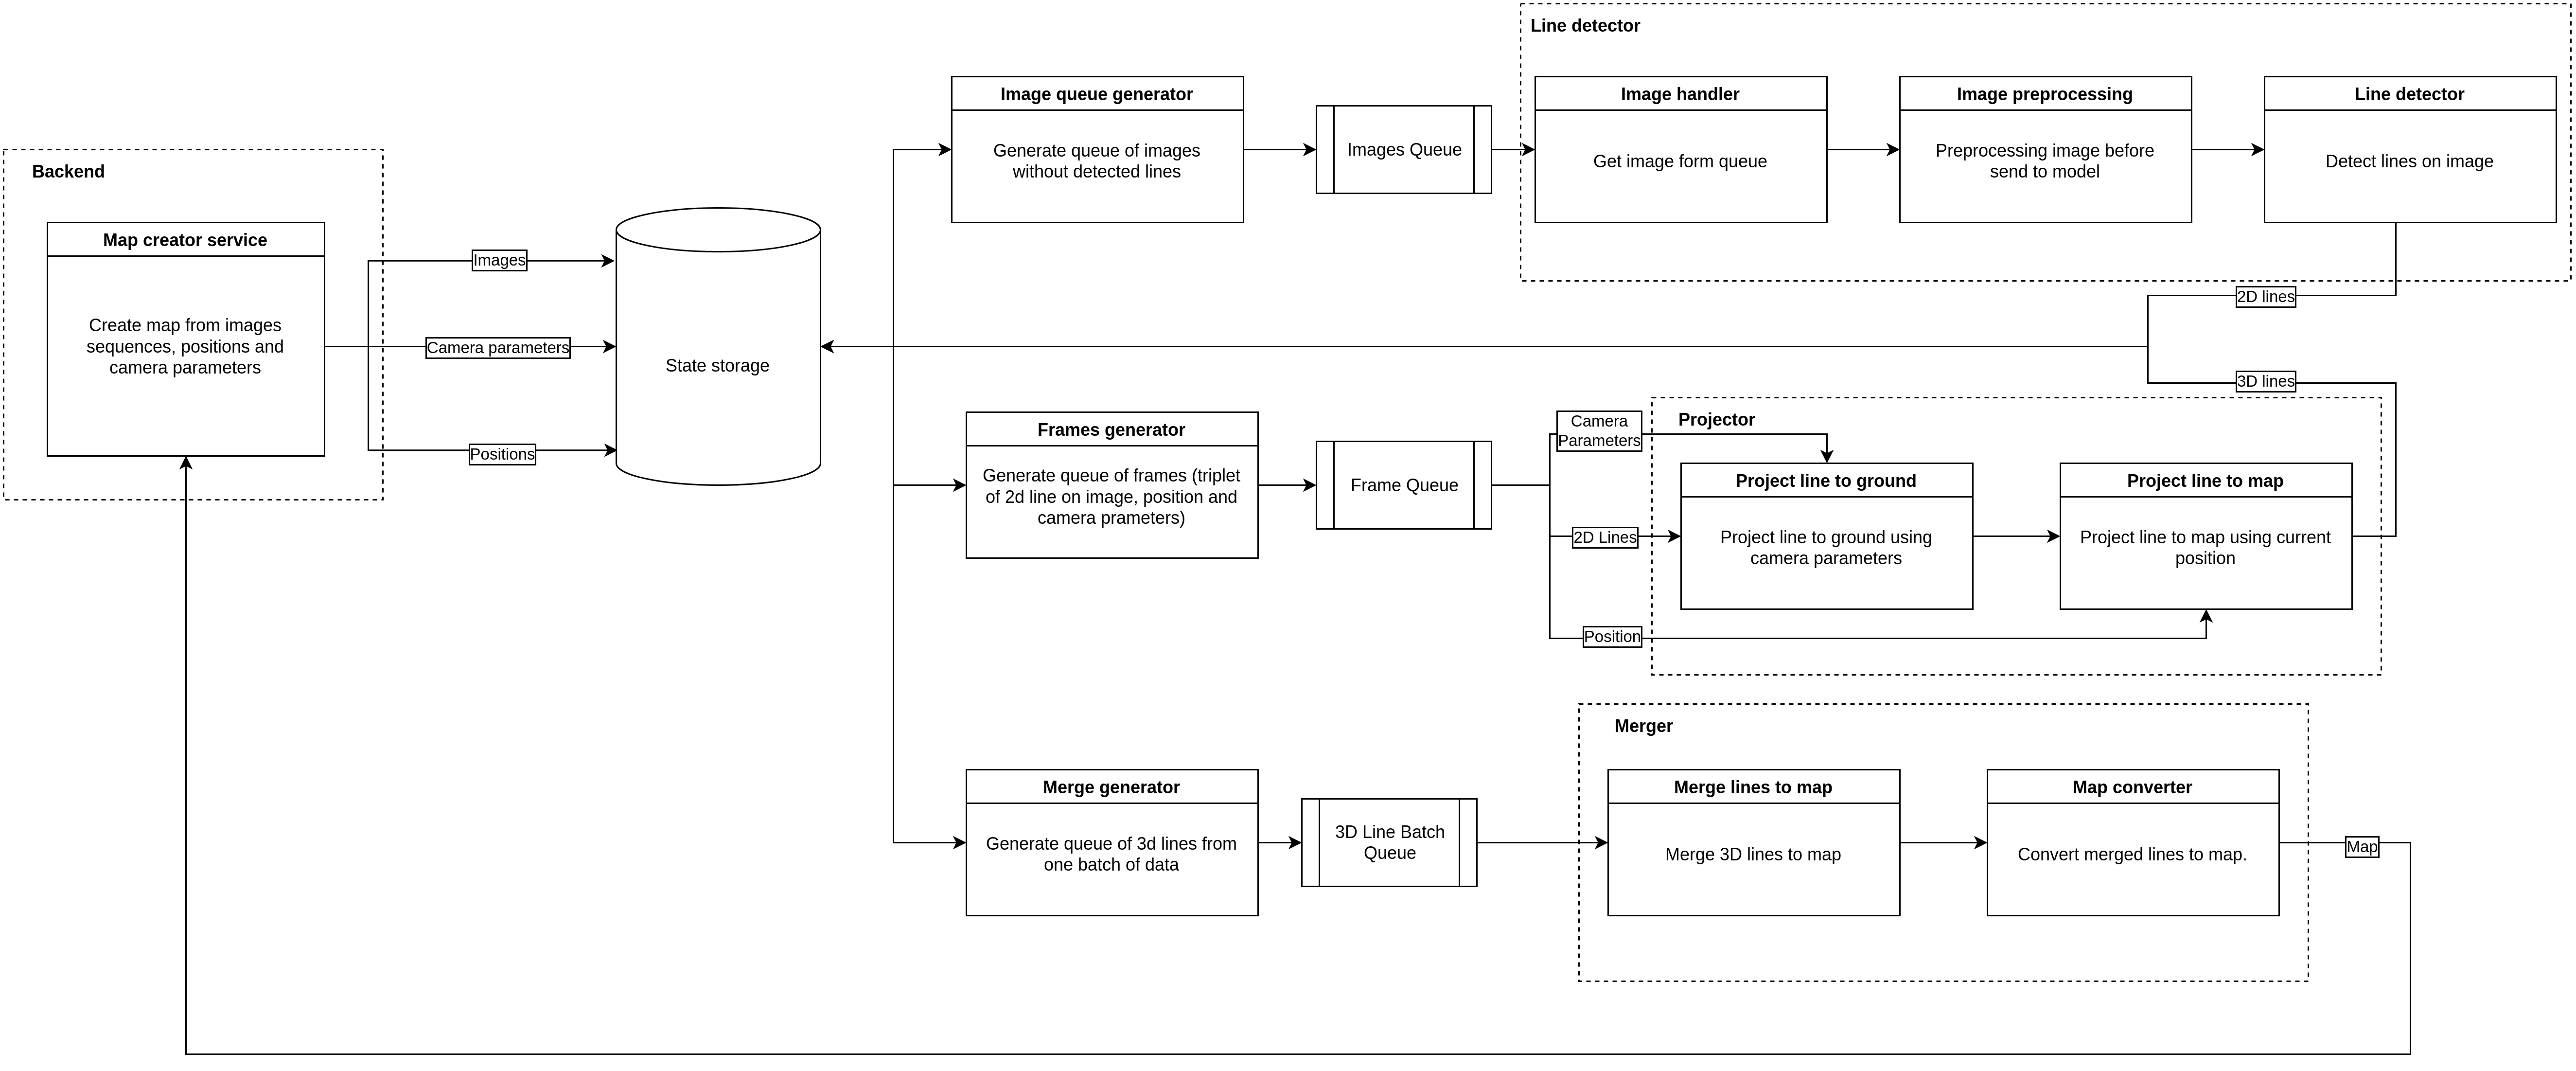 Line detector
Image queue generator
Generate queue of images
without detected lines
Images Queue
Image handler
Get image form queue
Image preprocessing
Preprocessing image before
send to model
Line detector
Detect lines on image
Backend
Map creator service
Create map from images
sequences, positions and
camera parameters
Images
Camera parameters
Positions
State storage
2D lines
3D lines
Frames generator
Generate queue of frames (triplet
of 2d line on image, position and
camera prameters)
Frame Queue
Camera
Parameters
2D Lines
Position
Projector
Project line to ground
Project line to ground using
camera parameters
Project line to map
Project line to map using current
position
Merger
Merge generator
Generate queue of 3d lines from
one batch of data
3D Line Batch
Queue
Merge lines to map
Merge 3D lines to map
Map converter
Convert merged lines to map.
Map